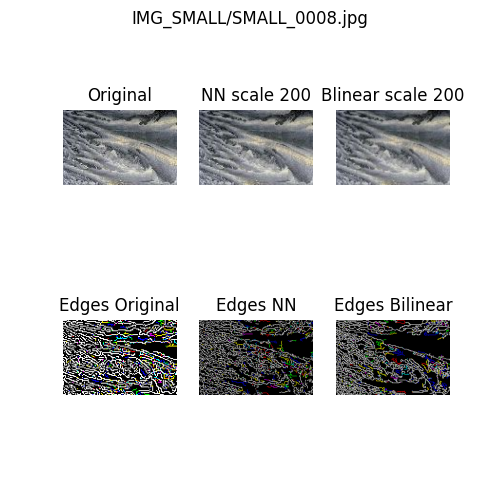 IMG_SMALL/SMALL_0008.jpg
Original
NN scale 200
Blinear scale 200
Edges Original
Edges NN
Edges Bilinear